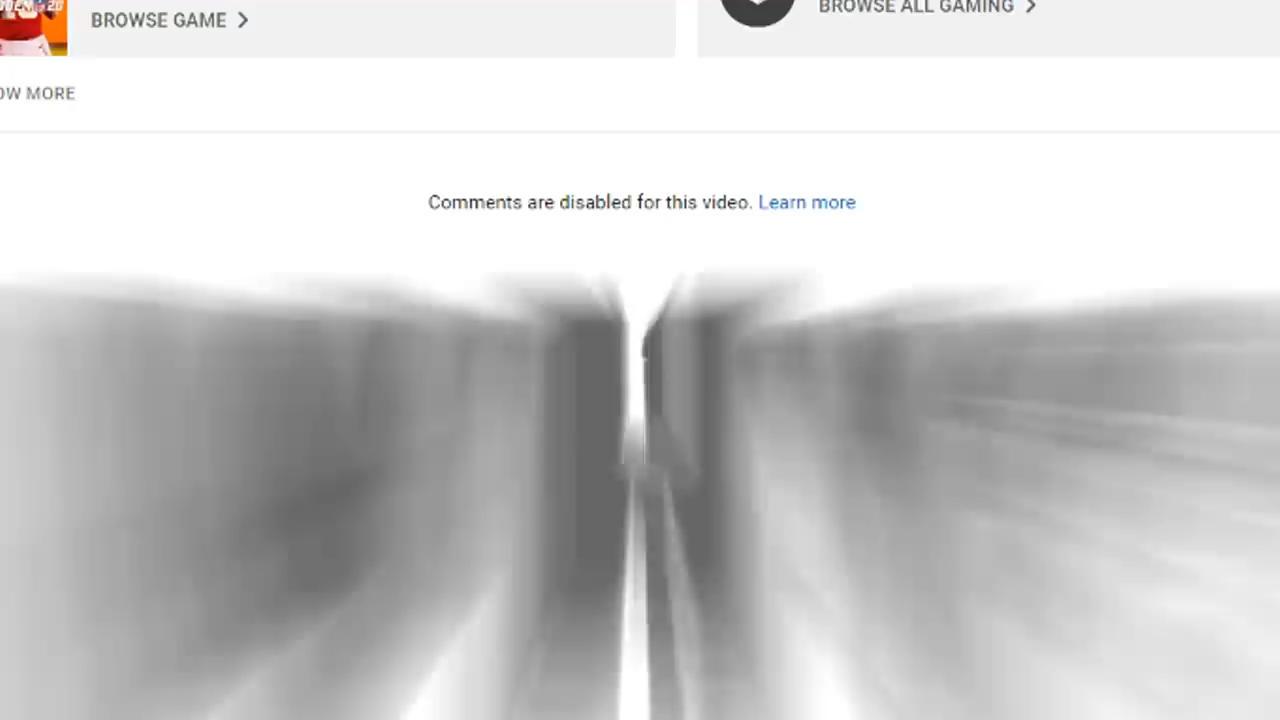 BROWSE GAME
BROWSE ALL GAMING
OW MORE
Comments are disabled for this video. Learn more